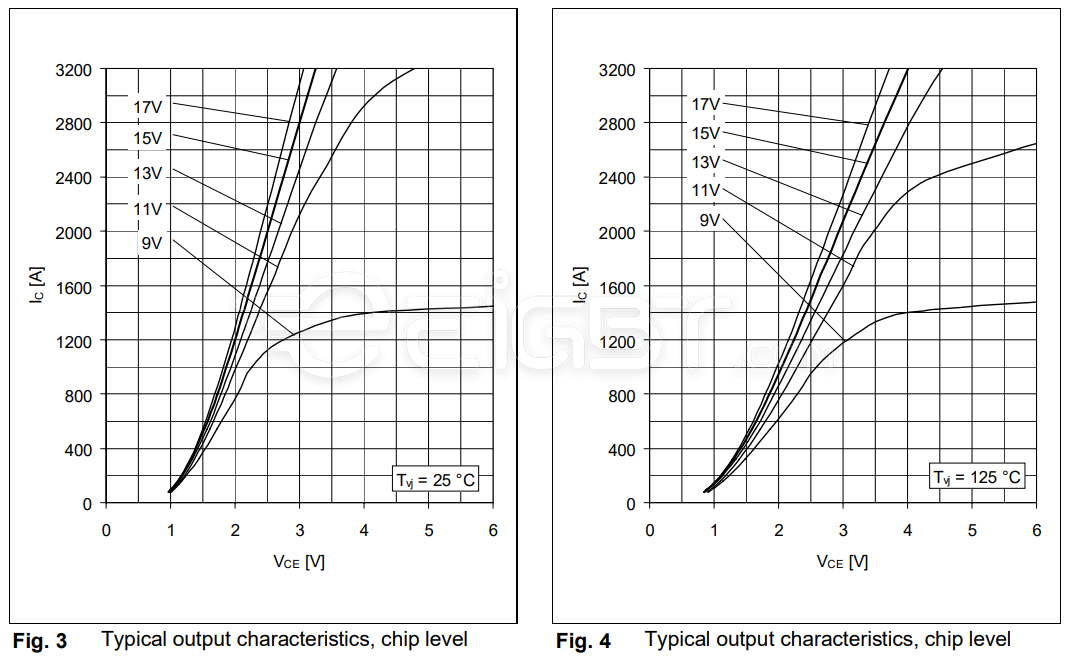 3200
2800
2400
2000
1600
1200
800
400
0
17V
15V
13V
11V
9V
IC [A]
Tvj = 25 °C
0 1 2 3 4 5 6
VCE [V]
Fig. 3 Typical output characteristics, chip level
3200
2800
2400
2000
1600
1200
800
400
0
17V
15V
13V
11V
9V
IC [A]
Tvj = 125 °C
0 1 2 3 4 5 6
VCE [V]
Fig. 4 Typical output characteristics, chip level